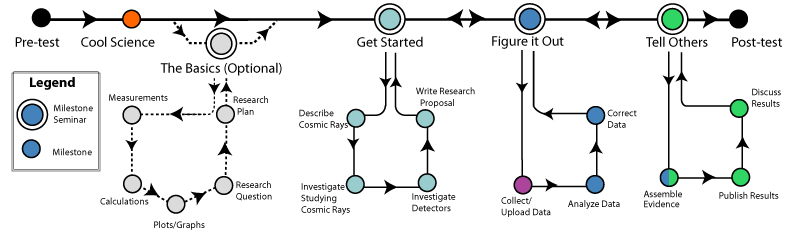 Pre-test
Cool Science
The Basics (Optional)
Get Started
Figure it Out
Tell Others
Post-test
Legend
Milestone
Seminar
Milestone
Measurements
Research
Plan
Calculations
Plots/Graphs
Research
Question
Describe
Cosmic Rays
Write Research
Proposal
Investigate
Studying
Cosmic Rays
Investigate
Detectors
Correct
Data
Collect/
Upload Data
Analyze Data
Discuss
Results
Assemble
Evidence
Publish Results